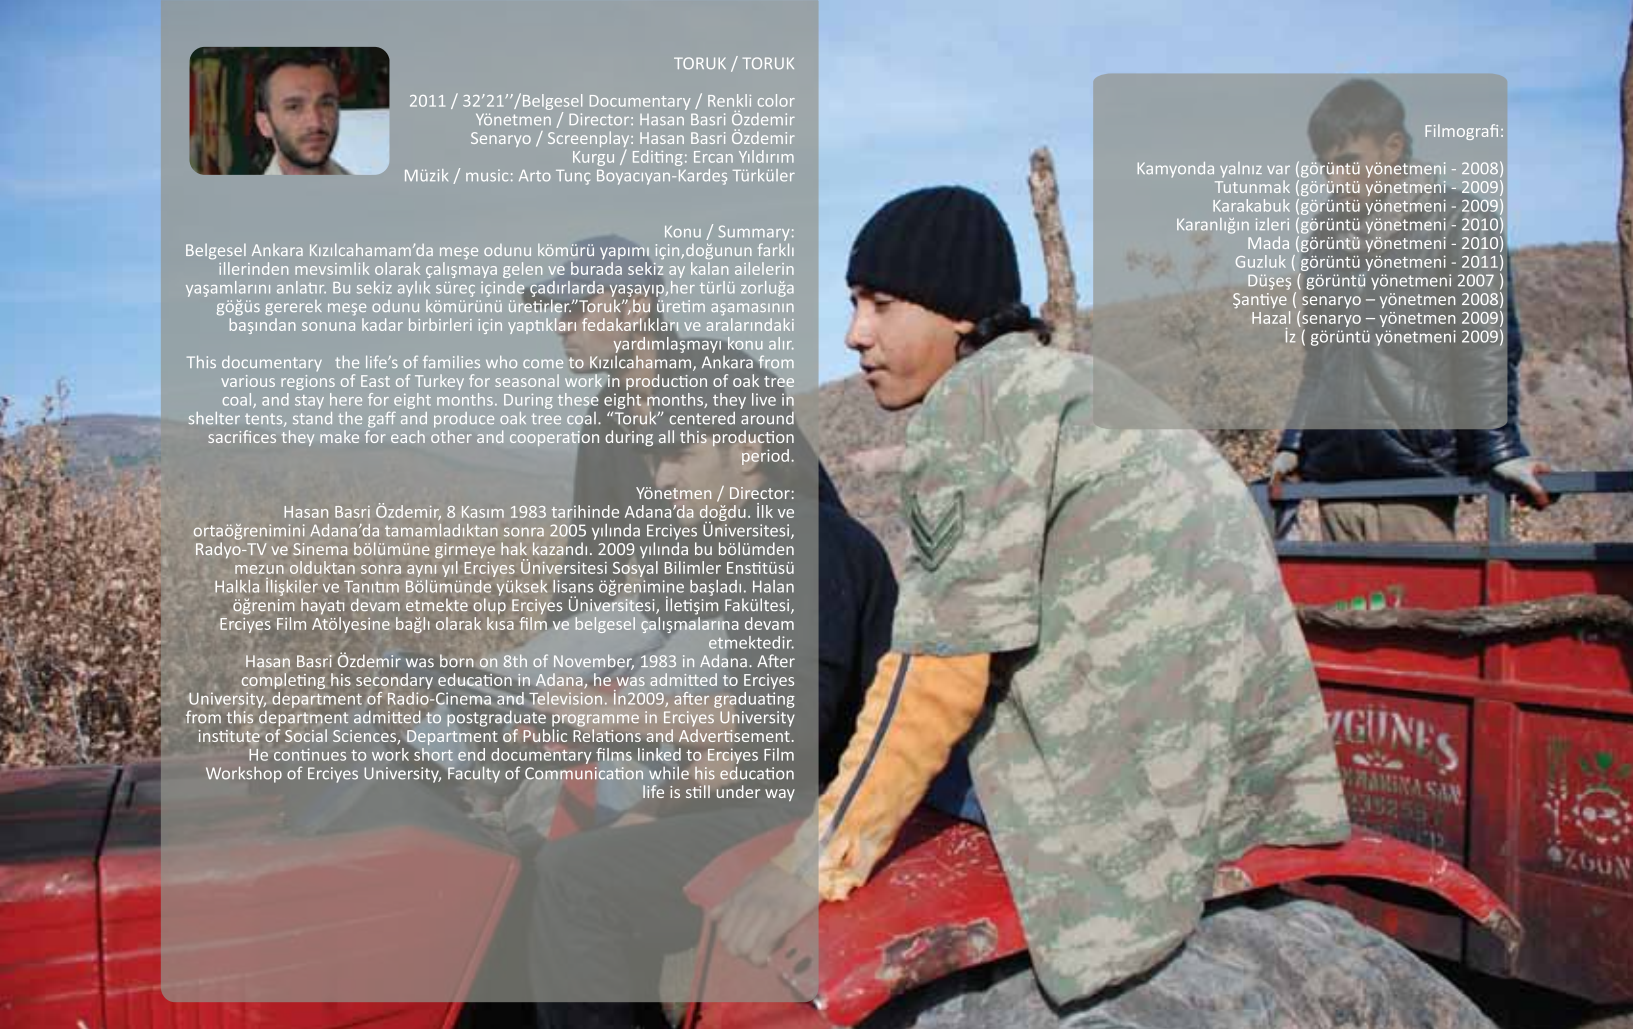 TORUK / TORUK
2011 / 32’21’’/Belgesel Documentary / Renkli color
Yönetmen / Director: Hasan Basri Özdemir
Senaryo / Screenplay: Hasan Basri Özdemir
Kurgu / Editing: Ercan Yıldırım
Müzik / music: Arto Tunç Boyacıyan-Kardeş Türküler
Konu / Summary:
Belgesel Ankara Kızılcahamam’da meşe odunu kömürü yapımı için,doğunun farklı
illerinden mevsimlik olarak çalışmaya gelen ve burada sekiz ay kalan ailelerin
yaşamlarını anlatır. Bu sekiz aylık süreç içinde çadırlarda yaşayıp,her türlü zorluğa
göğüs gererek meşe odunu kömürünü üretirler.”Toruk”,bu üretim aşamasının
başından sonuna kadar birbirleri için yaptıkları fedakarlıkları ve aralarındaki
yardımlaşmayı konu alır.
This documentary   the life’s of families who come to Kızılcahamam, Ankara from
various regions of East of Turkey for seasonal work in production of oak tree
coal, and stay here for eight months. During these eight months, they live in
shelter tents, stand the gaff and produce oak tree coal. “Toruk” centered around
sacrifices they make for each other and cooperation during all this production
period.
Yönetmen / Director:
Hasan Basri Özdemir, 8 Kasım 1983 tarihinde Adana’da doğdu. İlk ve
ortaöğrenimini Adana’da tamamladıktan sonra 2005 yılında Erciyes Üniversitesi,
Radyo-TV ve Sinema bölümüne girmeye hak kazandı. 2009 yılında bu bölümden
mezun olduktan sonra aynı yıl Erciyes Üniversitesi Sosyal Bilimler Enstitüsü
Halkla İlişkiler ve Tanıtım Bölümünde yüksek lisans öğrenimine başladı. Halan
öğrenim hayatı devam etmekte olup Erciyes Üniversitesi, İletişim Fakültesi,
Erciyes Film Atölyesine bağlı olarak kısa film ve belgesel çalışmalarına devam
etmektedir.
Hasan Basri Özdemir was born on 8th of November, 1983 in Adana. After
completing his secondary education in Adana, he was admitted to Erciyes
University, department of Radio-Cinema and Television. İn2009, after graduating
from this department admitted to postgraduate programme in Erciyes University
institute of Social Sciences, Department of Public Relations and Advertisement.
He continues to work short end documentary films linked to Erciyes Film
Workshop of Erciyes University, Faculty of Communication while his education
life is still under way
Filmografi:
Kamyonda yalnız var (görüntü yönetmeni - 2008)
Tutunmak (görüntü yönetmeni - 2009)
Karakabuk (görüntü yönetmeni - 2009)
Karanlığın izleri (görüntü yönetmeni - 2010)
Mada (görüntü yönetmeni - 2010)
Guzluk ( görüntü yönetmeni - 2011)
Düşeş ( görüntü yönetmeni 2007 )
Şantiye ( senaryo – yönetmen 2008)
Hazal (senaryo – yönetmen 2009)
İz ( görüntü yönetmeni 2009)
ZGÜNEŞ
ÖZGÜN